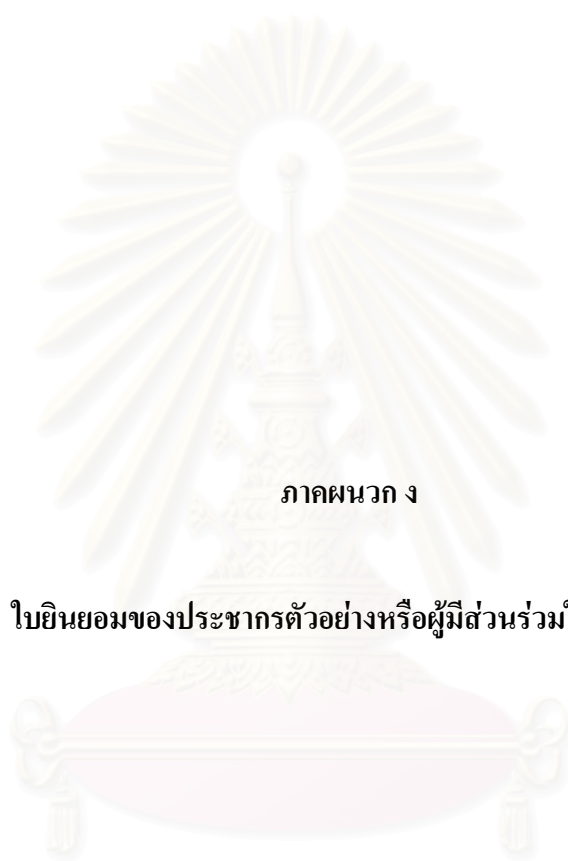 ภาคผนวก ง
ใบยินยอมของประชากรตัวอย่างหรือผู้มีส่วนร่วม